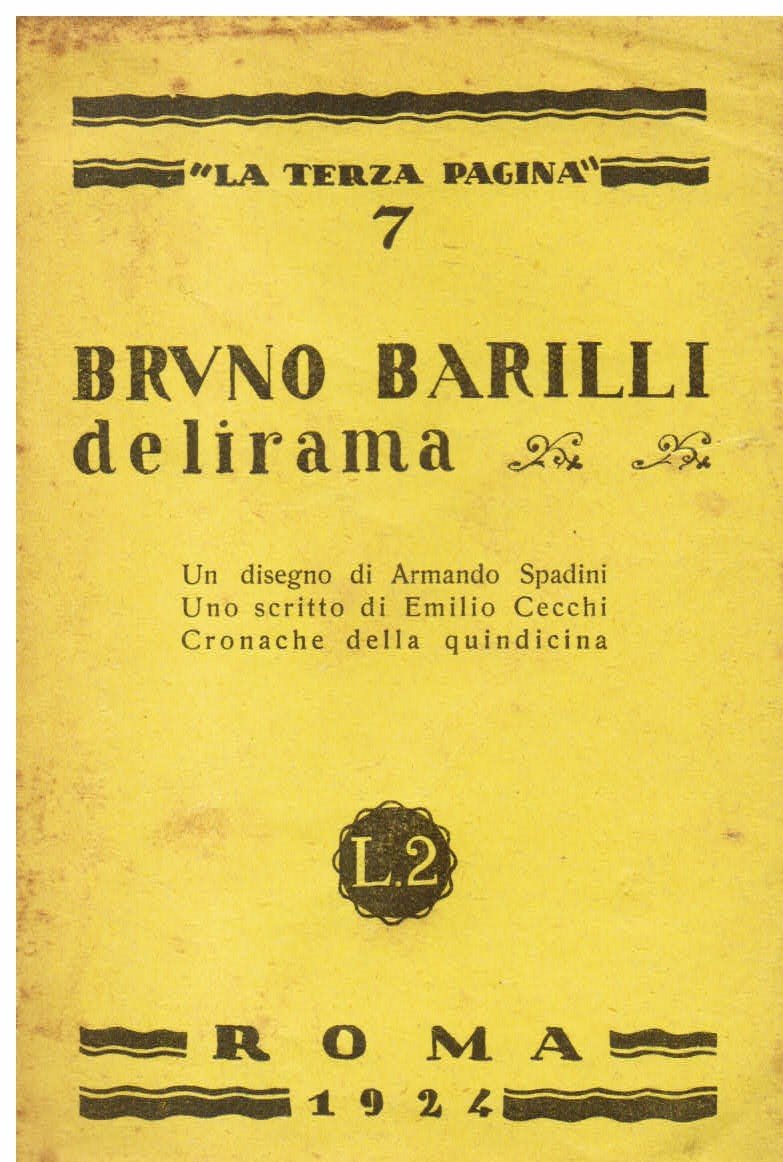 "LA TERZA PAGINA"
7
BRVNO BARILLI
delirama
Un disegno di Armando Spadini
Uno scritto di Emilio Cecchi
Cronache della quindicina
L.2
ROMA
1924